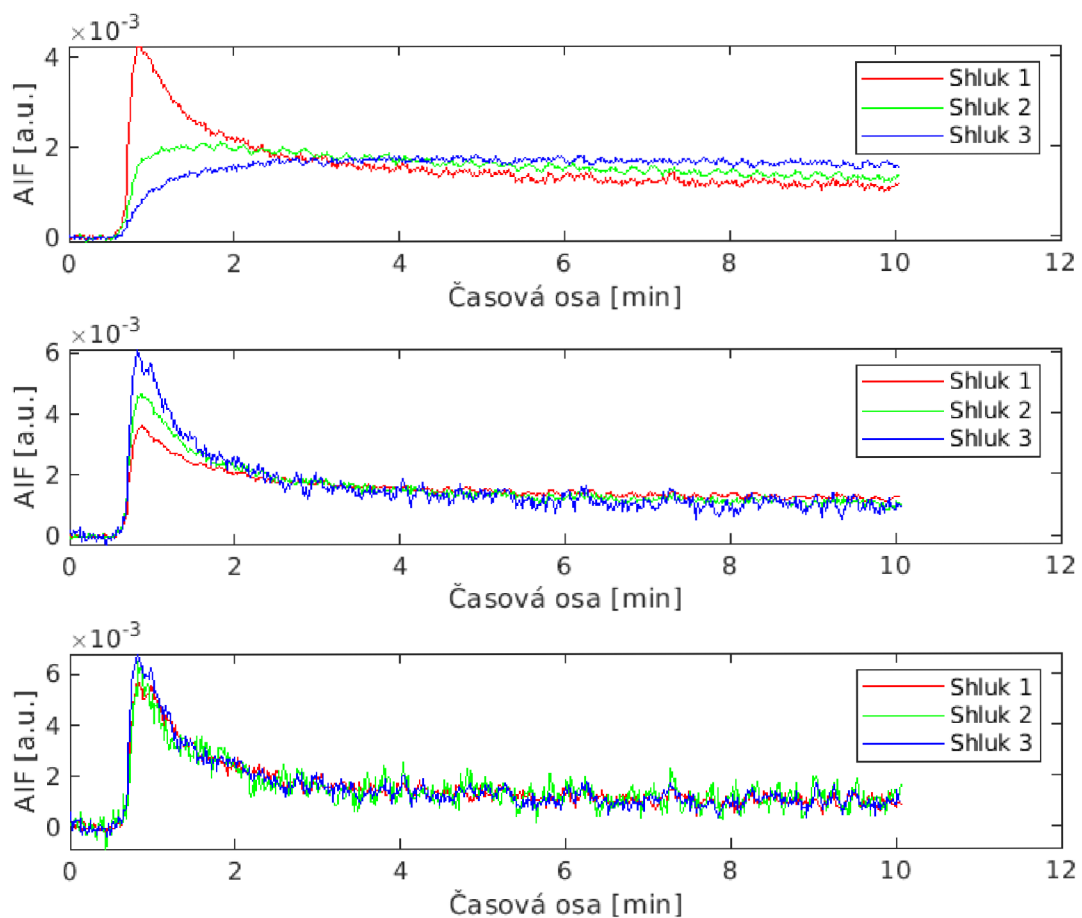 ×10⁻³
AIF [a.u.]
4
2
0
Shluk 1
Shluk 2
Shluk 3
0 2 4 6 8 10 12
Časová osa [min]
×10⁻³
AIF [a.u.]
6
4
2
0
Shluk 1
Shluk 2
Shluk 3
0 2 4 6 8 10 12
Časová osa [min]
×10⁻³
AIF [a.u.]
6
4
2
0
Shluk 1
Shluk 2
Shluk 3
0 2 4 6 8 10 12
Časová osa [min]